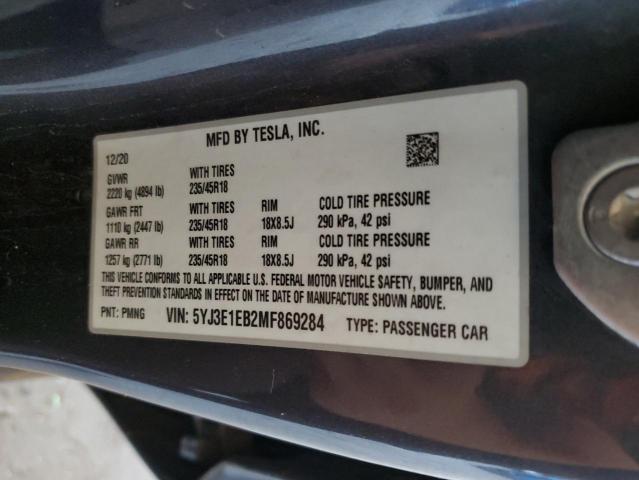 MFD BY TESLA, INC.
12/20
GVWR WITH TIRES
2220 kg (4894 lb) 235/45R18
GAWR FRT WITH TIRES RIM COLD TIRE PRESSURE
1110 kg (2447 lb) 235/45R18 18X8.5J 290 kPa, 42 psi
GAWR RR WITH TIRES RIM COLD TIRE PRESSURE
1257 kg (2771 lb) 235/45R18 18X8.5J 290 kPa, 42 psi
THIS VEHICLE CONFORMS TO ALL APPLICABLE U.S. FEDERAL MOTOR VEHICLE SAFETY, BUMPER, AND
THEFT PREVENTION STANDARDS IN EFFECT ON THE DATE OF MANUFACTURE SHOWN ABOVE.
PNT: PMNG VIN: 5YJ3E1EB2MF869284 TYPE: PASSENGER CAR